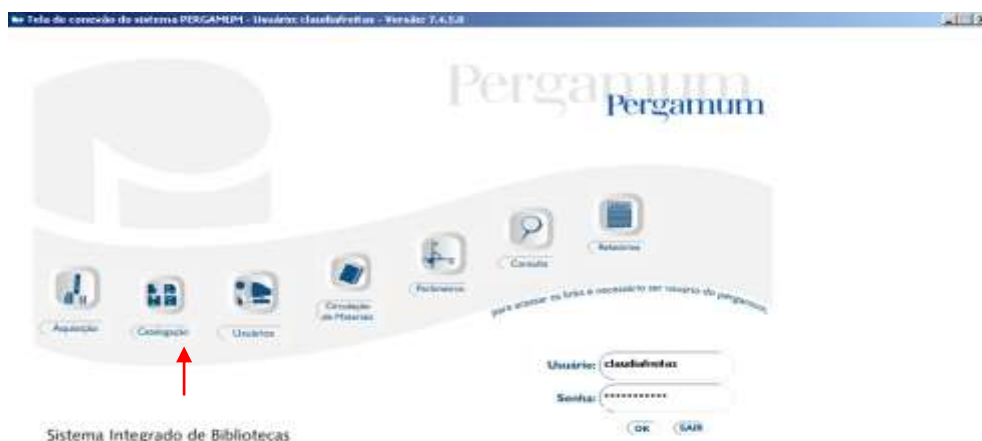 Tela de conexão do sistema PERGAMUM - Usuário: claudiafreitas - Versão: 7.4.5.0
Pergamum
Pergamum
Relatórios
Consulta
Parâmetros
Circulação
de Materiais
Aquisição
Catalogação
Usuários
para acessar os links é necessário ser usuário do pergamum.
Usuário: claudiafreitas
Senha: ***********
OK SAIR
Sistema Integrado de Bibliotecas